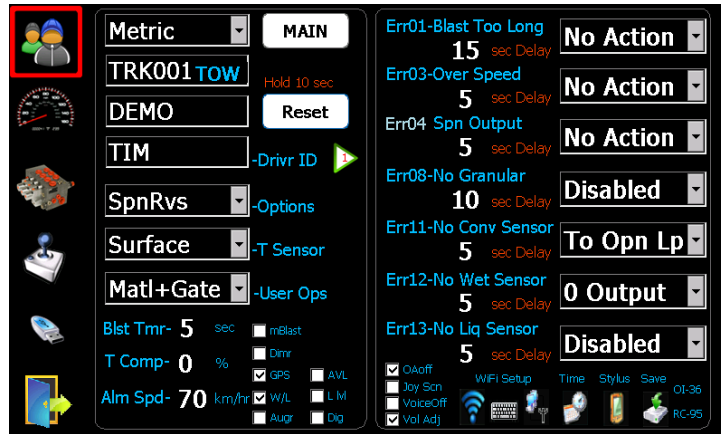 Metric MAIN
TRK001 TOW
Hold 10 sec
DEMO Reset
TIM -Drivr ID 1
SpnRvs -Options
Surface -T Sensor
Matl+Gate -User Ops
Blst Tmr- 5 sec mBlast
Dimr
T Comp- 0 %
GPS AVL
Alm Spd- 70 km/hr W/L L lvl
Augr Dig
Err01-Blast Too Long
15 sec Delay No Action
Err03-Over Speed
5 sec Delay No Action
Err04 Spn Output
5 sec Delay No Action
Err08-No Granular
10 sec Delay Disabled
Err11-No Conv Sensor
5 sec Delay To Opn Lp
Err12-No Wet Sensor
5 sec Delay 0 Output
Err13-No Liq Sensor
5 sec Delay Disabled
OAoff
Joy Scn WiFi Setup Time Stylus Save
VoiceOff OI-36
Vol Adj RC-95